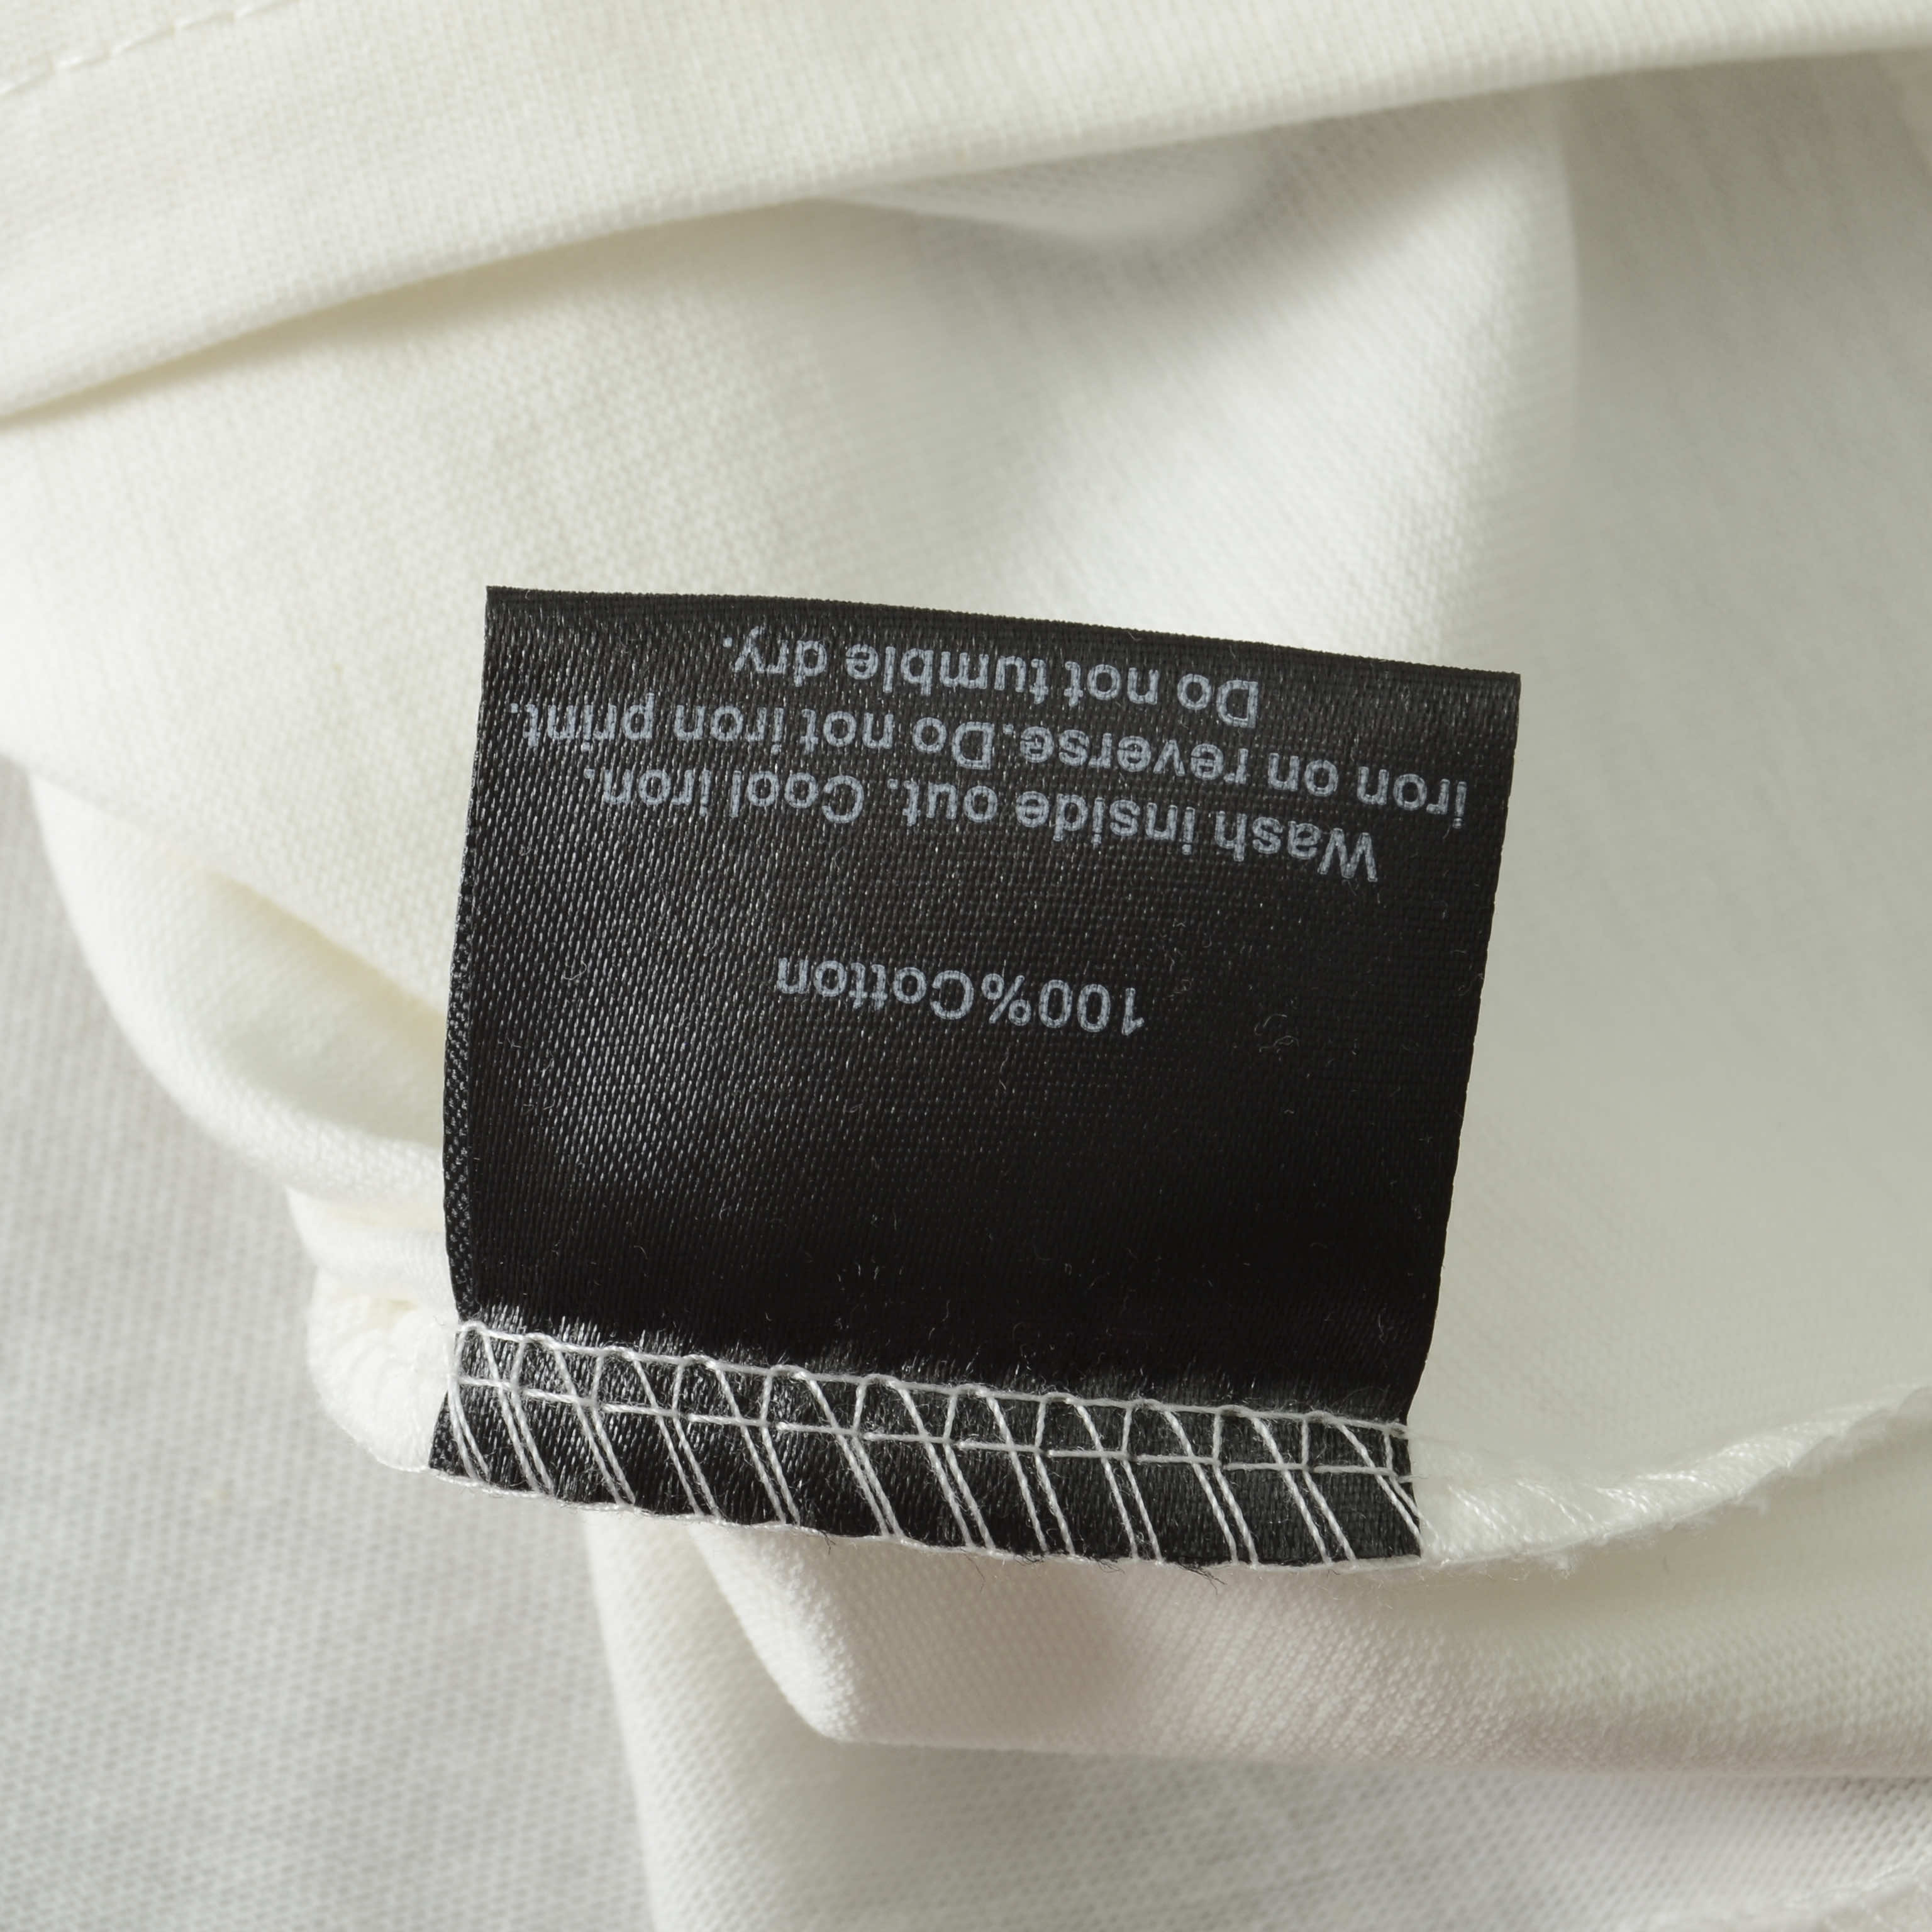 100%Cotton
Wash inside out. Cool iron.
iron on reverse.Do not iron print.
Do not tumble dry.